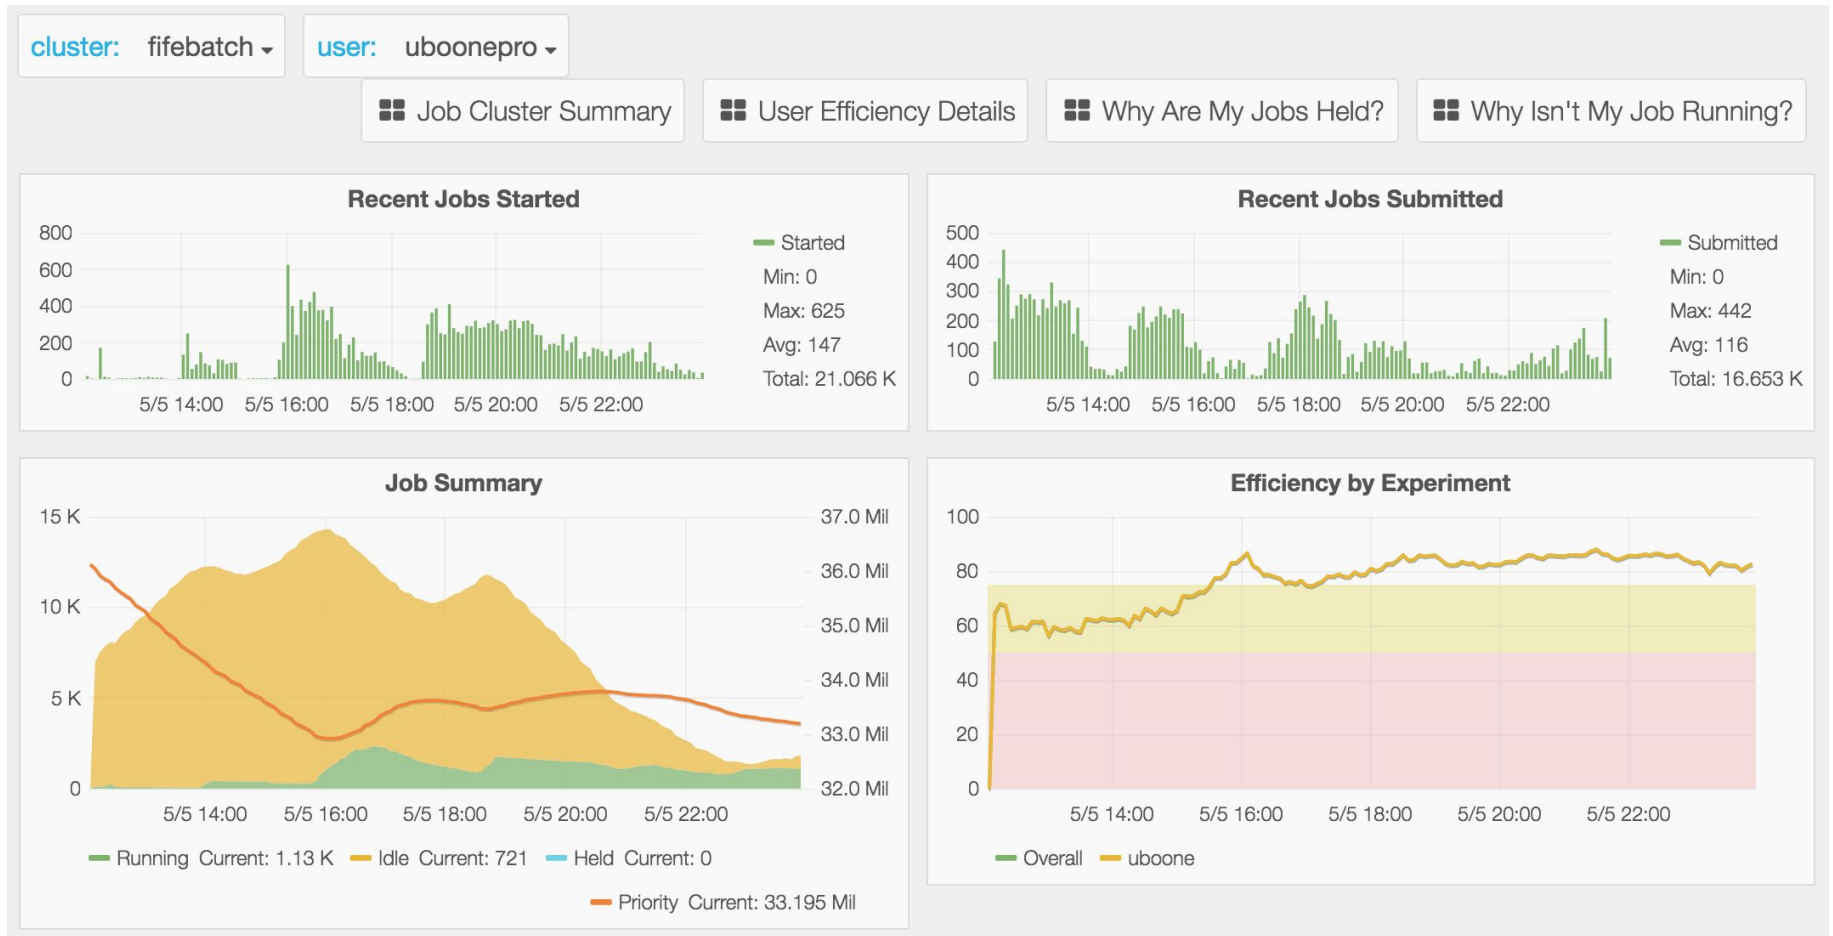 cluster: fifebatch user: uboonepro
Job Cluster Summary User Efficiency Details Why Are My Jobs Held? Why Isn't My Job Running?
Recent Jobs Started
800
600
400
200
0
5/5 14:00 5/5 16:00 5/5 18:00 5/5 20:00 5/5 22:00
Started
Min: 0
Max: 625
Avg: 147
Total: 21.066 K
Recent Jobs Submitted
500
400
300
200
100
0
5/5 14:00 5/5 16:00 5/5 18:00 5/5 20:00 5/5 22:00
Submitted
Min: 0
Max: 442
Avg: 116
Total: 16.653 K
Job Summary
15 K
10 K
5 K
0
37.0 Mil
36.0 Mil
35.0 Mil
34.0 Mil
33.0 Mil
32.0 Mil
5/5 14:00 5/5 16:00 5/5 18:00 5/5 20:00 5/5 22:00
Running Current: 1.13 K Idle Current: 721 Held Current: 0
Priority Current: 33.195 Mil
Efficiency by Experiment
100
80
60
40
20
0
5/5 14:00 5/5 16:00 5/5 18:00 5/5 20:00 5/5 22:00
Overall uboone